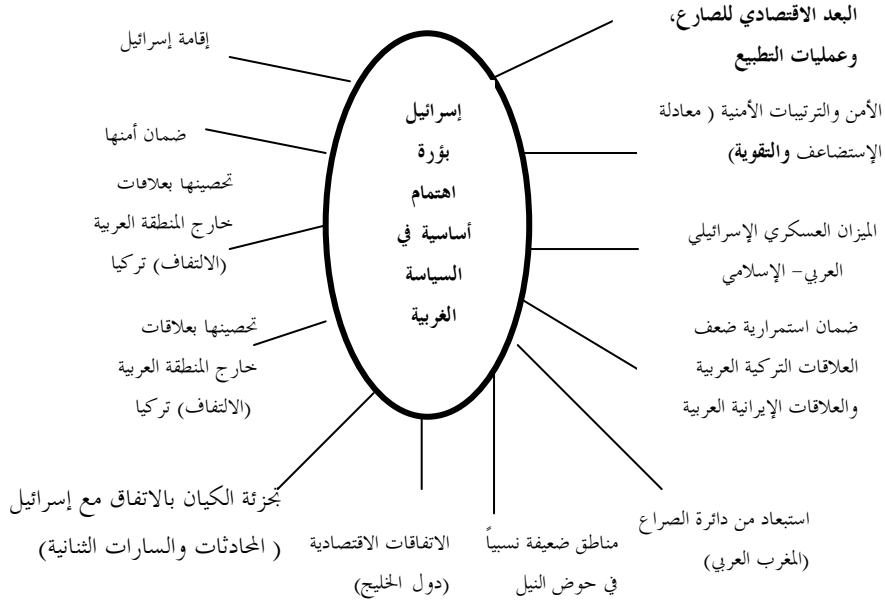 البعد الاقتصادي للصارع،
وعمليات التطبيع
الأمن والترتيبات الأمنية ( معادلة
الإستضاعف والتقوية)
الميزان العسكري الإسرائيلي
العربي– الإسلامي
ضمان استمرارية ضعف
العلاقات التركية العربية
والعلاقات الإيرانية العربية
استبعاد من دائرة الصراع
(المغرب العربي)
مناطق ضعيفة نسبياً
في حوض النيل
الاتفاقات الاقتصادية
(دول الخليج)
تجزئة الكيان بالاتفاق مع إسرائيل
( المحادثات والسارات الثنائية)
إسرائيل
بؤرة
اهتمام
أساسية في
السياسة
الغربية
إقامة إسرائيل
ضمان أمنها
تحصينها بعلاقات
خارج المنطقة العربية
(الالتفاف) تركيا
تحصينها بعلاقات
خارج المنطقة العربية
(الالتفاف) تركيا